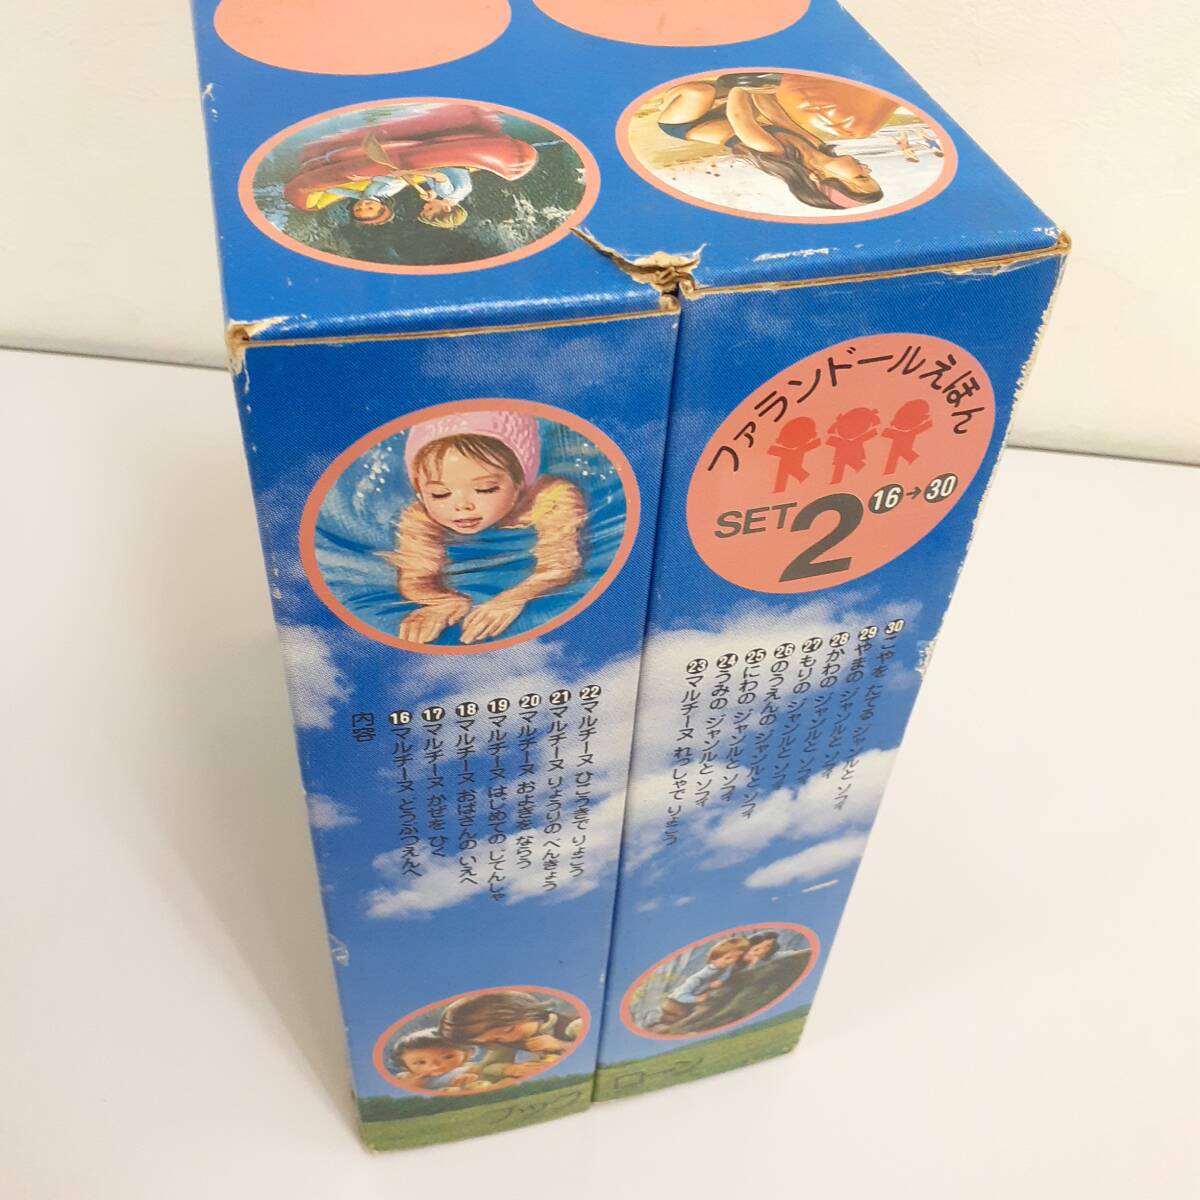 ファランドールえほん
SET 2 16→30
内容
16 マルチーヌ どうぶつえんへ
17 マルチーヌ かぜを ひく
18 マルチーヌ おばさんの いえへ
19 マルチーヌ はじめての じてんしゃ
20 マルチーヌ およぎを ならう
21 マルチーヌ りょうりの べんきょう
22 マルチーヌ ひこうきで りょこう
23 マルチーヌ れっしゃで りょこう
24 うみの ジャンルと ソフィ
25 にわの ジャンルと ソフィ
26 のうえんの ジャンルと ソフィ
27 もりの ジャンルと ソフィ
28 かわの ジャンルと ソフィ
29 やまの ジャンルと ソフィ
30 こやを たてる ジャンルと ソフィ
ブック ローン